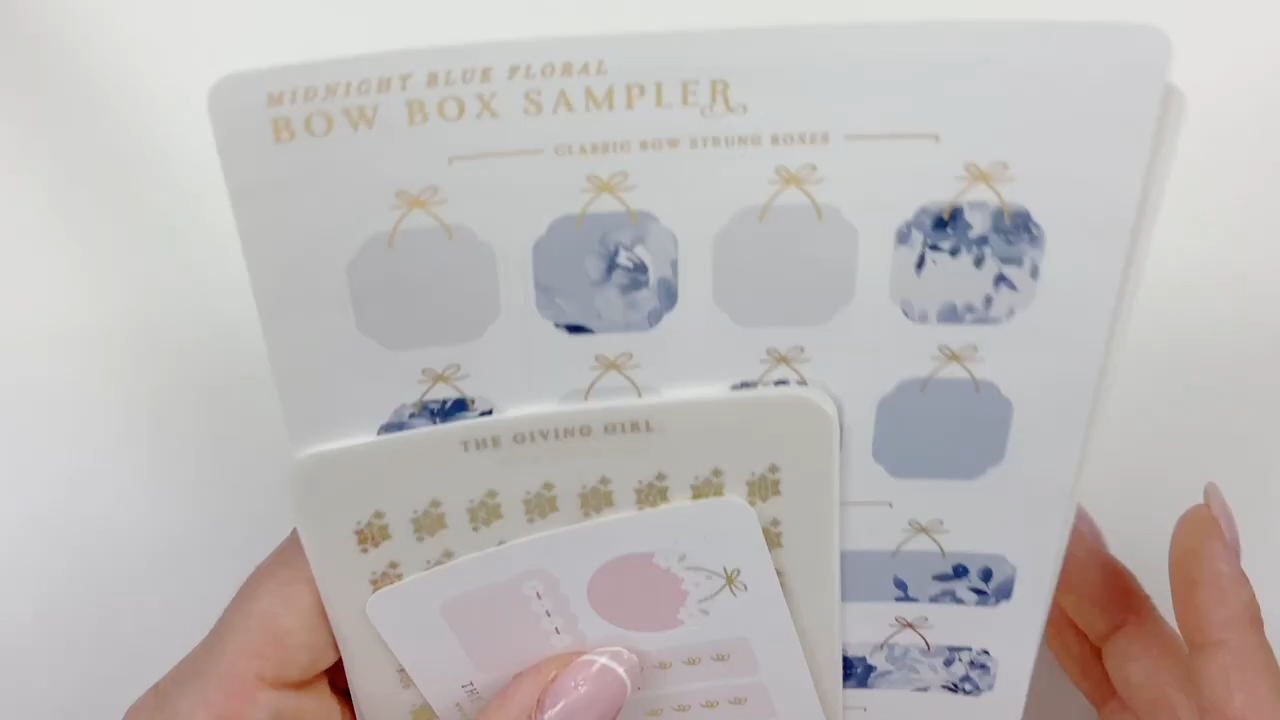 MIDNIGHT BLUE FLORAL
BOW BOX SAMPLER
CLASSIC BOW STRUNG BOXES
THE GIVING GIRL